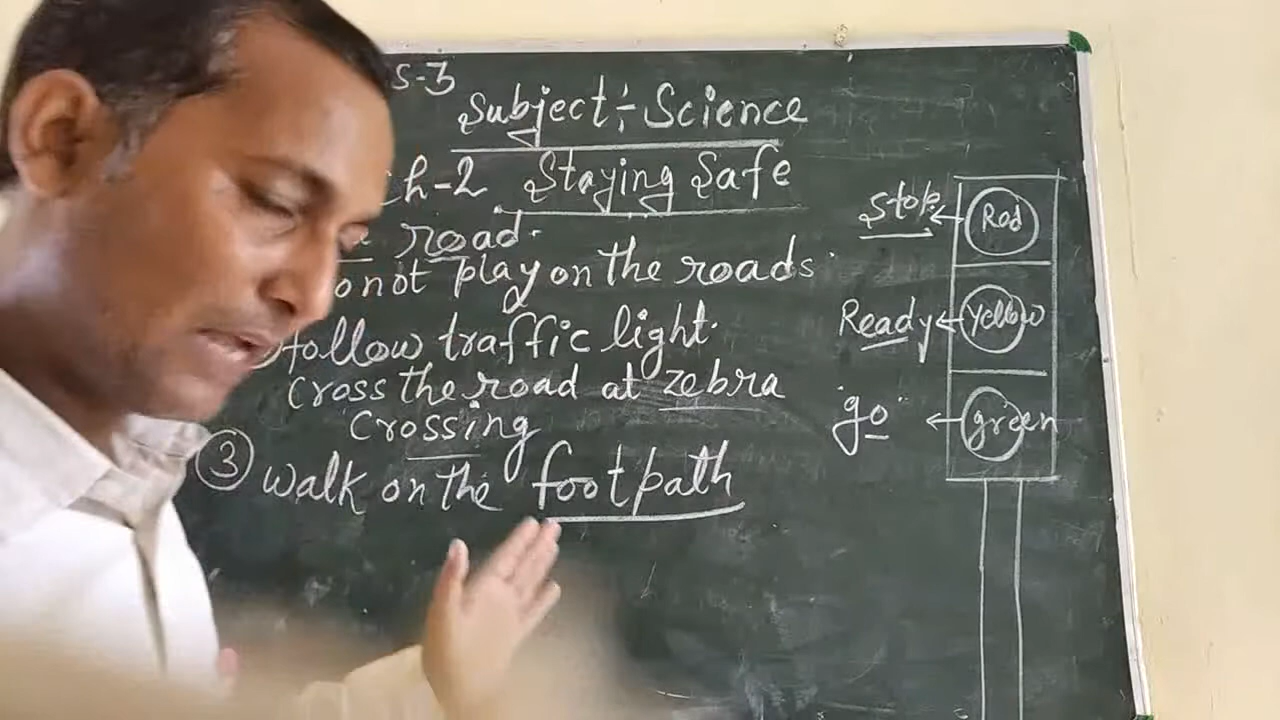 S-3
Subject:- Science
ch-2 Staying Safe
road.
not play on the roads.
follow traffic light.
Cross the road at zebra
Crossing
③ walk on the footpath
Stop Red
Ready Yellow
"go" green